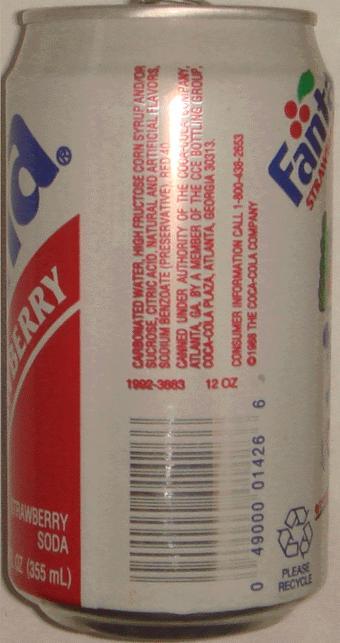 a®
BERRY
STRAWBERRY
SODA
OZ (355 mL)
CARBONATED WATER, HIGH FRUCTOSE CORN SYRUP AND/OR
SUCROSE, CITRIC ACID, NATURAL AND ARTIFICIAL FLAVORS,
SODIUM BENZOATE (PRESERVATIVE), RED 40
CANNED UNDER AUTHORITY OF THE COCA-COLA COMPANY,
ATLANTA, GA. BY A MEMBER OF THE CCE BOTTLING GROUP,
COCA-COLA PLAZA, ATLANTA, GEORGIA 30313.
CONSUMER INFORMATION CALL 1-800-438-2653
THE COCA-COLA COMPANY
1992-3883 12 OZ
0 49000 01426 6
PLEASE
RECYCLE
Fanta
STRAW